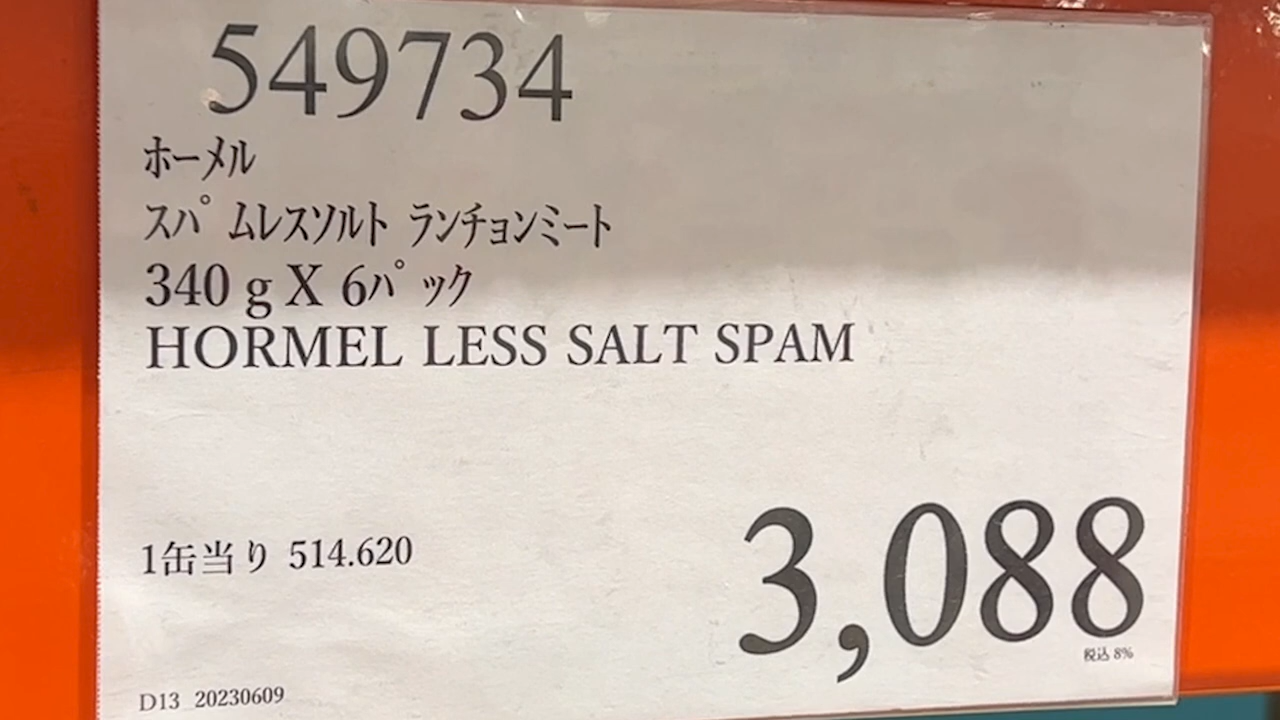 549734
ホーメル
スパムレスソルト ランチョンミート
340 g X 6パック
HORMEL LESS SALT SPAM
1缶当り 514.620
3,088
税込 8%
D13 20230609